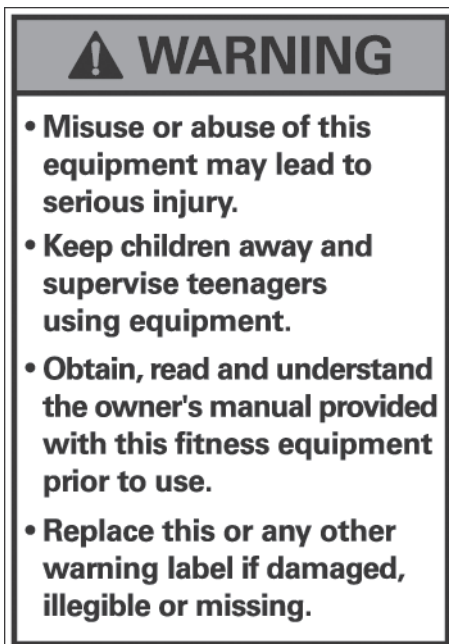 WARNING
• Misuse or abuse of this
equipment may lead to
serious injury.
• Keep children away and
supervise teenagers
using equipment.
• Obtain, read and understand
the owner's manual provided
with this fitness equipment
prior to use.
• Replace this or any other
warning label if damaged,
illegible or missing.